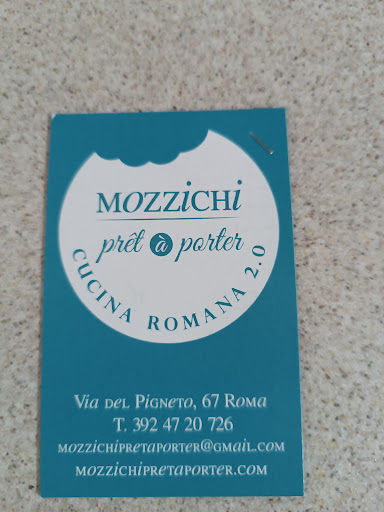 MOZZiCHi
prêt à porter
CUCINA ROMANA 2.0
VIA DEL PIGNETO, 67 ROMA
T. 392 47 20 726
MOZZICHIPRETAPORTER@GMAIL.COM
MOZZICHIPRETAPORTER.COM